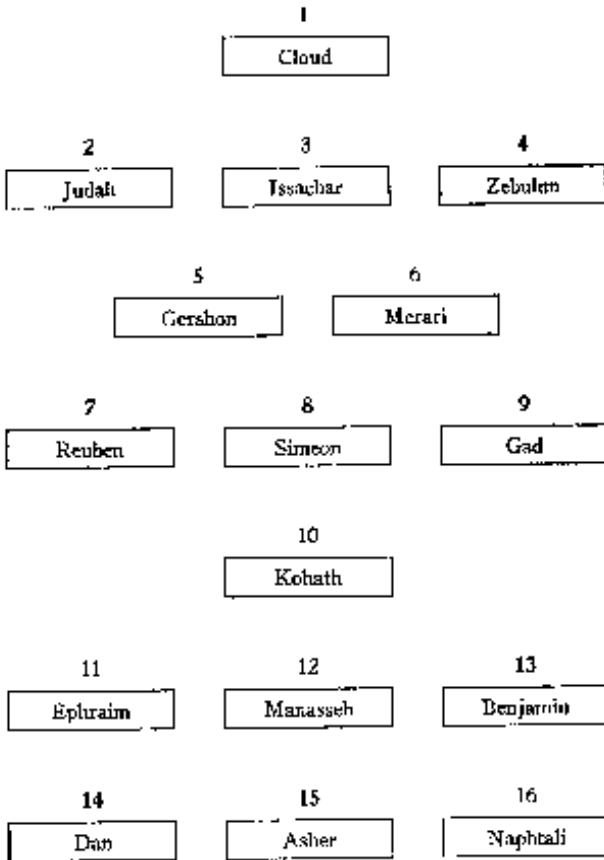 1
Cloud
2 3 4
Judah Issachar Zebulun
5 6
Gershon Merari
7 8 9
Reuben Simeon Gad
10
Kohath
11 12 13
Ephraim Manasseh Benjamin
14 15 16
Dan Asher Naphtali